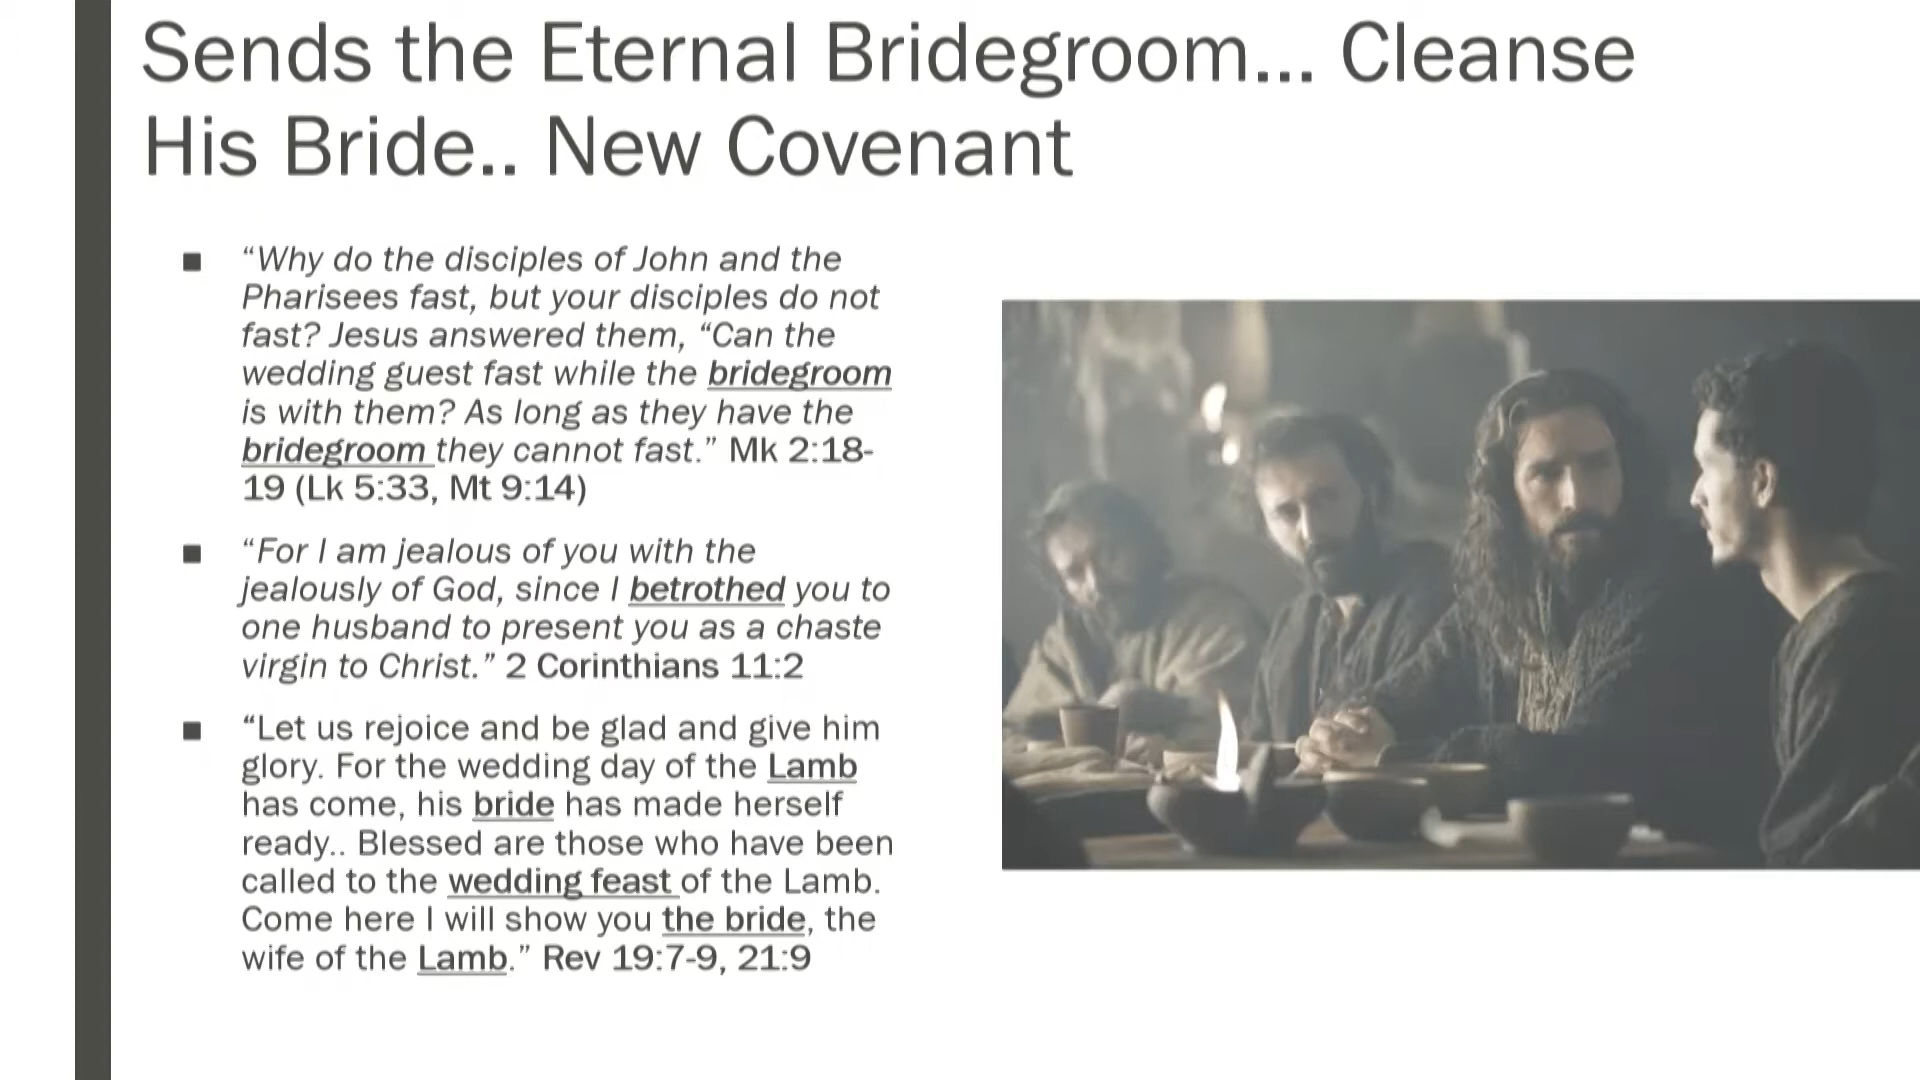 Sends the Eternal Bridegroom... Cleanse
His Bride.. New Covenant
“Why do the disciples of John and the
Pharisees fast, but your disciples do not
fast? Jesus answered them, “Can the
wedding guest fast while the bridegroom
is with them? As long as they have the
bridegroom they cannot fast.” Mk 2:18-
19 (Lk 5:33, Mt 9:14)
“For I am jealous of you with the
jealously of God, since I betrothed you to
one husband to present you as a chaste
virgin to Christ.” 2 Corinthians 11:2
“Let us rejoice and be glad and give him
glory. For the wedding day of the Lamb
has come, his bride has made herself
ready.. Blessed are those who have been
called to the wedding feast of the Lamb.
Come here I will show you the bride, the
wife of the Lamb.” Rev 19:7-9, 21:9